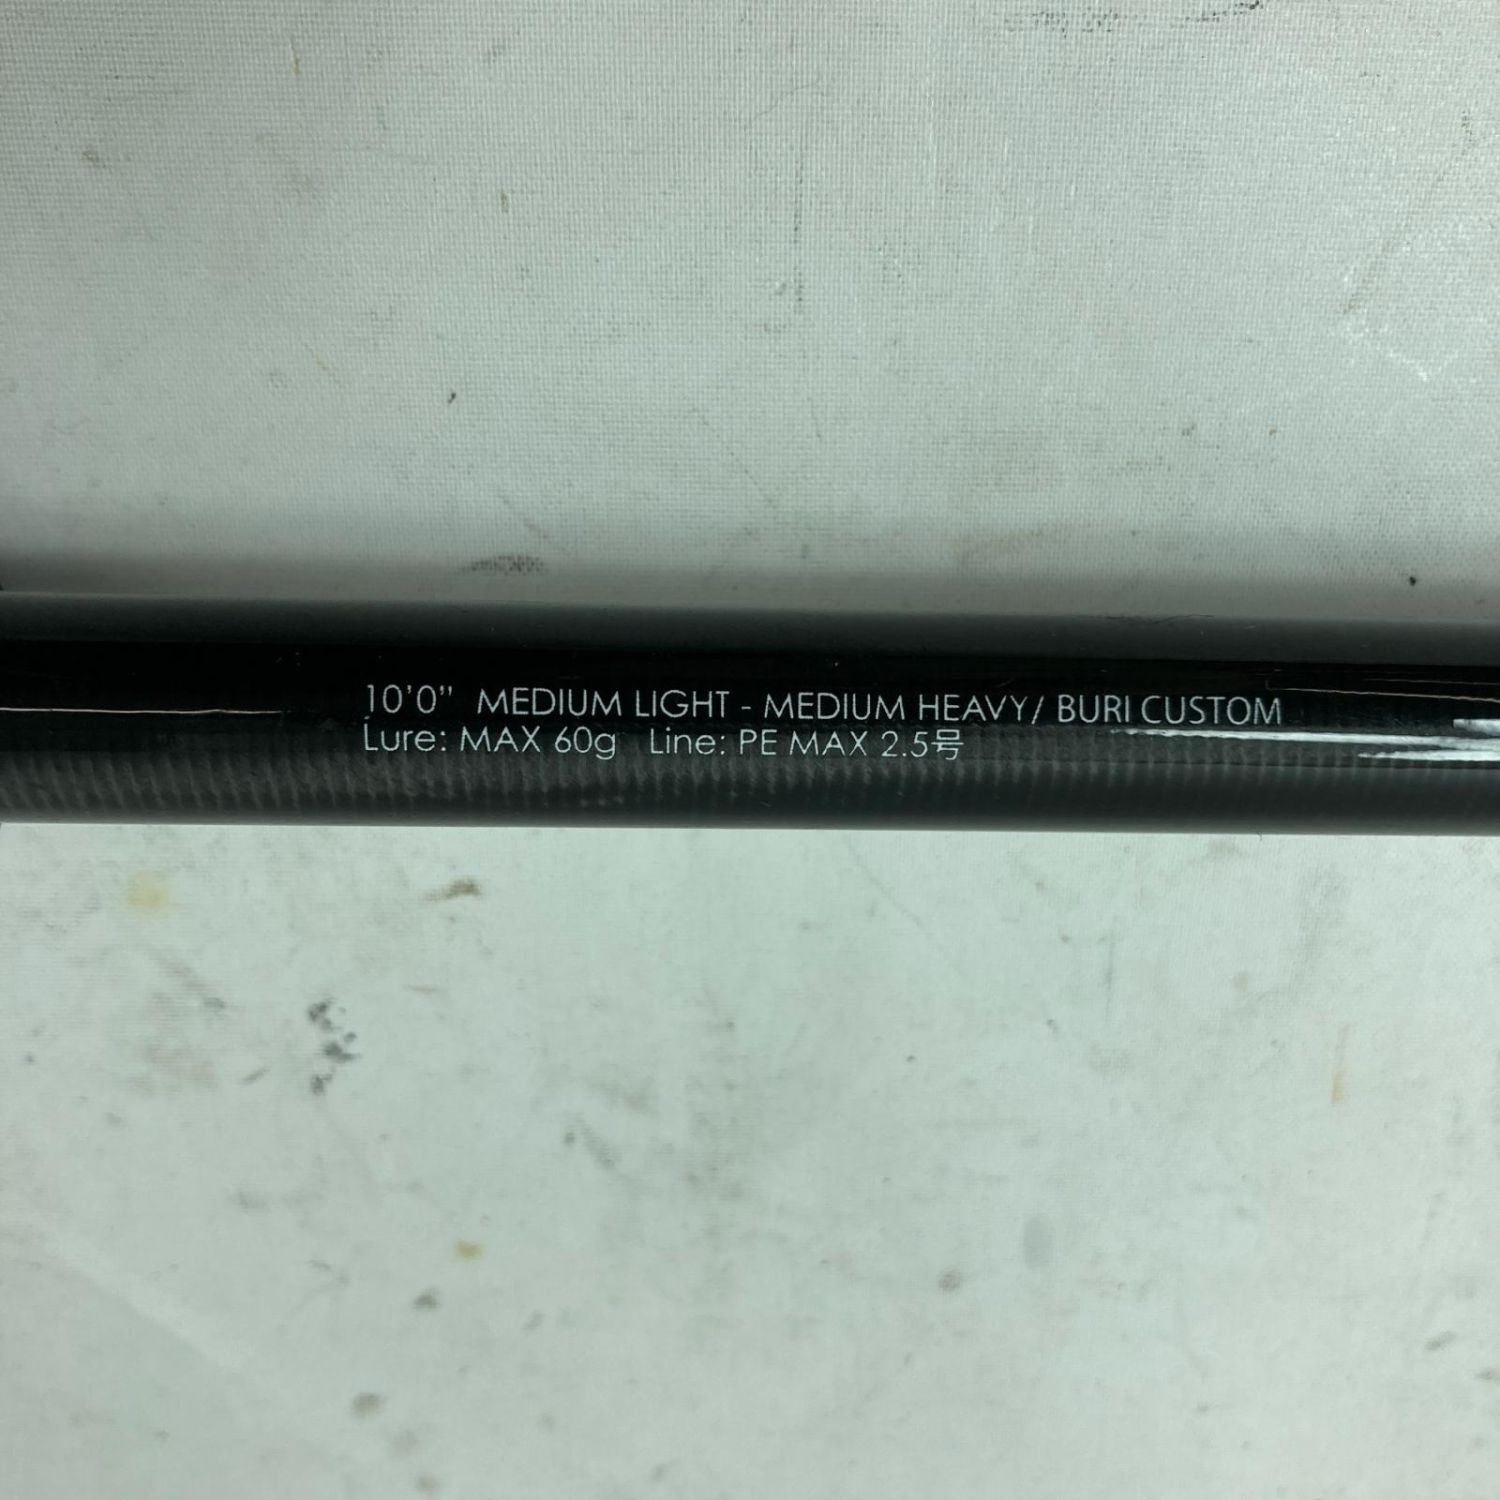 10'0" MEDIUM LIGHT - MEDIUM HEAVY/ BURI CUSTOM
Lure: MAX 60g Line: PE MAX 2.5号